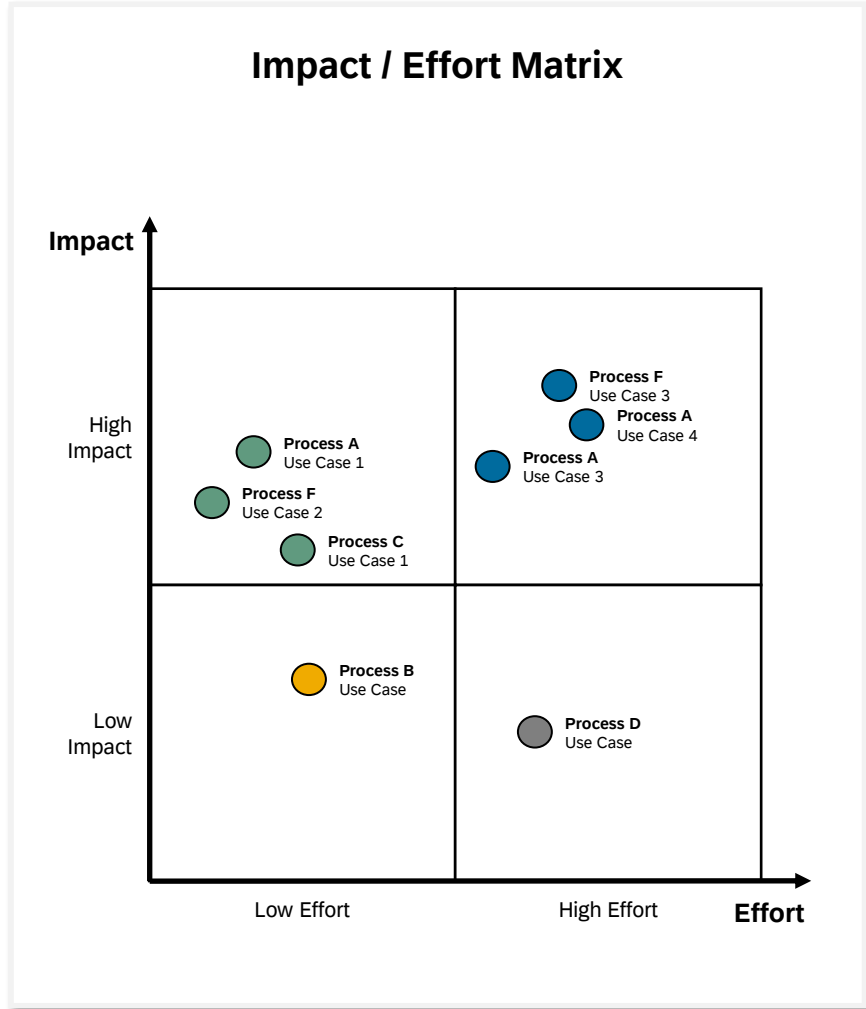 Impact / Effort Matrix
Impact
High
Impact
Process F
Use Case 3
Process A
Use Case 4
Process A
Use Case 1
Process A
Use Case 3
Process F
Use Case 2
Process C
Use Case 1
Low
Impact
Process B
Use Case
Process D
Use Case
Low Effort
High Effort
Effort